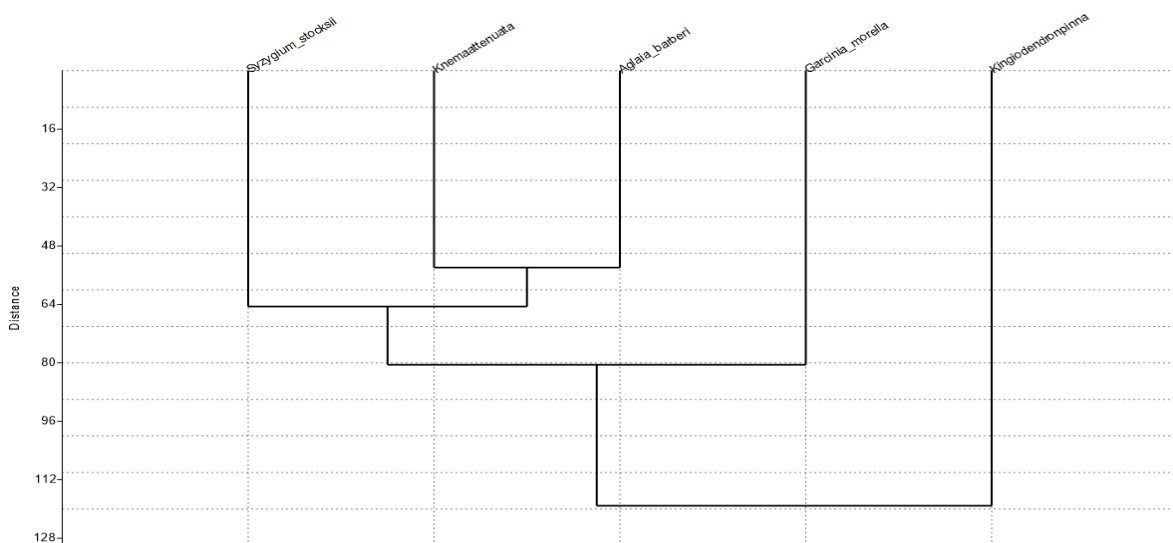 Syzygium_stocksii
Knemaattenuata
Aglaia_barberi
Garcinia_morella
Kingiodendronpinna
Distance
16
32
48
64
80
96
112
128